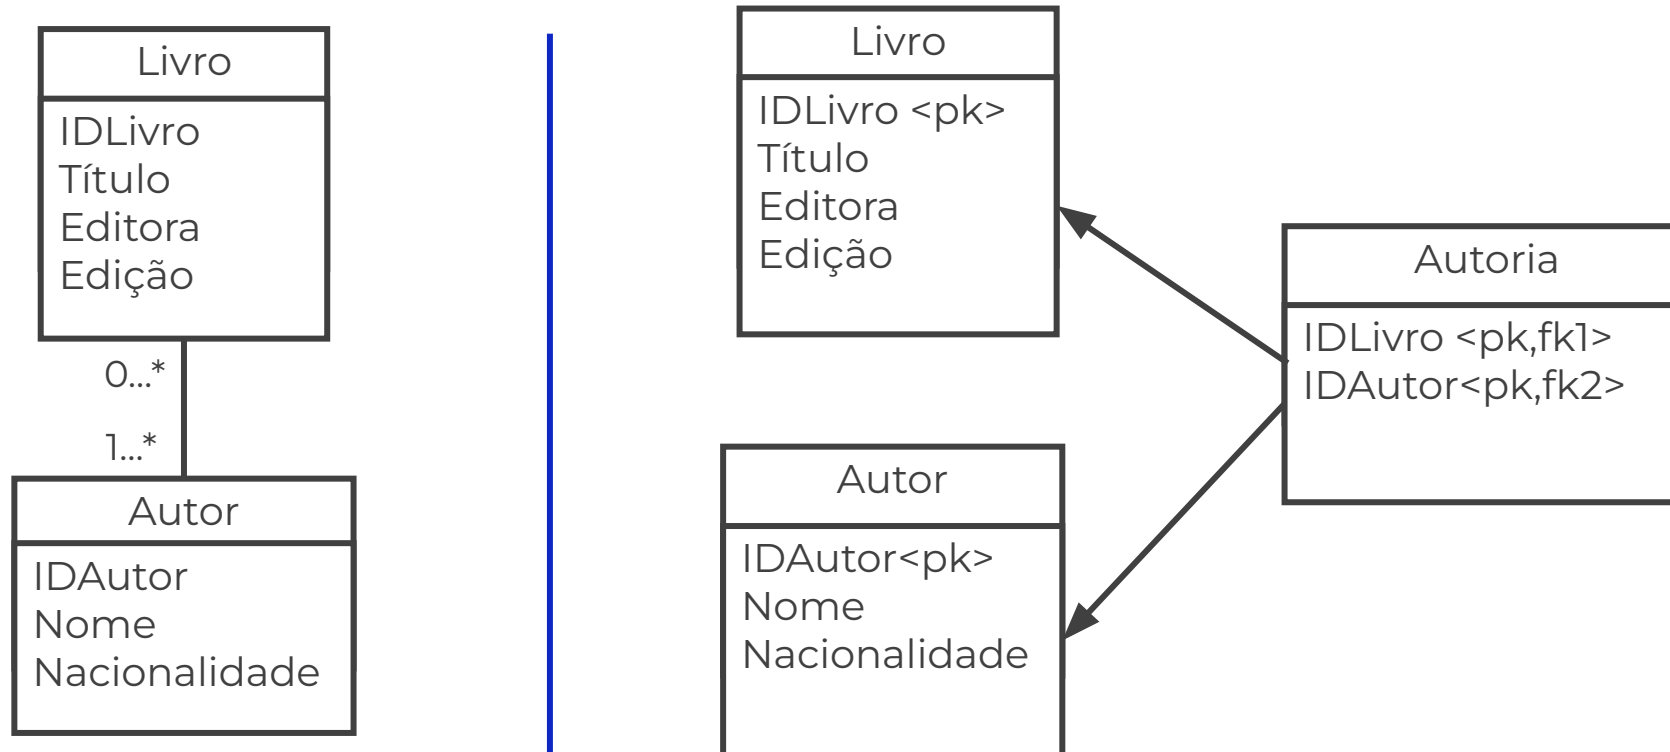 Livro
IDLivro
Título
Editora
Edição
0...*
1...*
Autor
IDAutor
Nome
Nacionalidade
Livro
IDLivro <pk>
Título
Editora
Edição
Autor
IDAutor<pk>
Nome
Nacionalidade
Autoria
IDLivro <pk,fk1>
IDAutor<pk,fk2>